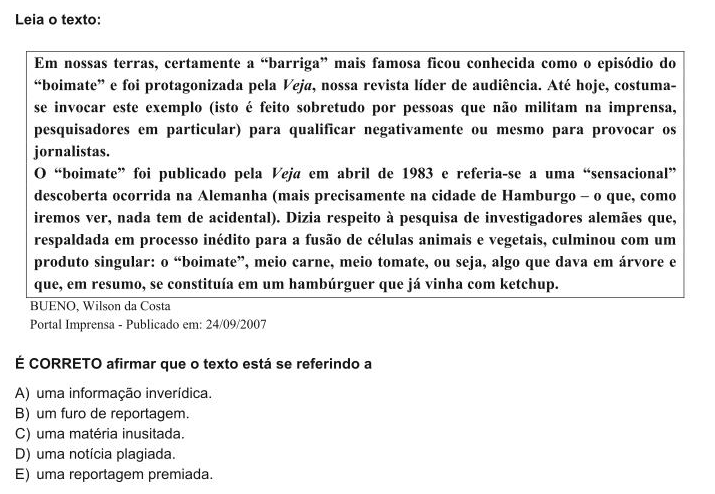 Leia o texto:
Em nossas terras, certamente a “barriga” mais famosa ficou conhecida como o episódio do
“boimate” e foi protagonizada pela Veja, nossa revista líder de audiência. Até hoje, costuma-
se invocar este exemplo (isto é feito sobretudo por pessoas que não militam na imprensa,
pesquisadores em particular) para qualificar negativamente ou mesmo para provocar os
jornalistas.
O “boimate” foi publicado pela Veja em abril de 1983 e referia-se a uma “sensacional”
descoberta ocorrida na Alemanha (mais precisamente na cidade de Hamburgo – o que, como
iremos ver, nada tem de acidental). Dizia respeito à pesquisa de investigadores alemães que,
respaldada em processo inédito para a fusão de células animais e vegetais, culminou com um
produto singular: o “boimate”, meio carne, meio tomate, ou seja, algo que dava em árvore e
que, em resumo, se constituía em um hambúrguer que já vinha com ketchup.
BUENO, Wilson da Costa
Portal Imprensa - Publicado em: 24/09/2007
É CORRETO afirmar que o texto está se referindo a
A) uma informação inverídica.
B) um furo de reportagem.
C) uma matéria inusitada.
D) uma notícia plagiada.
E) uma reportagem premiada.